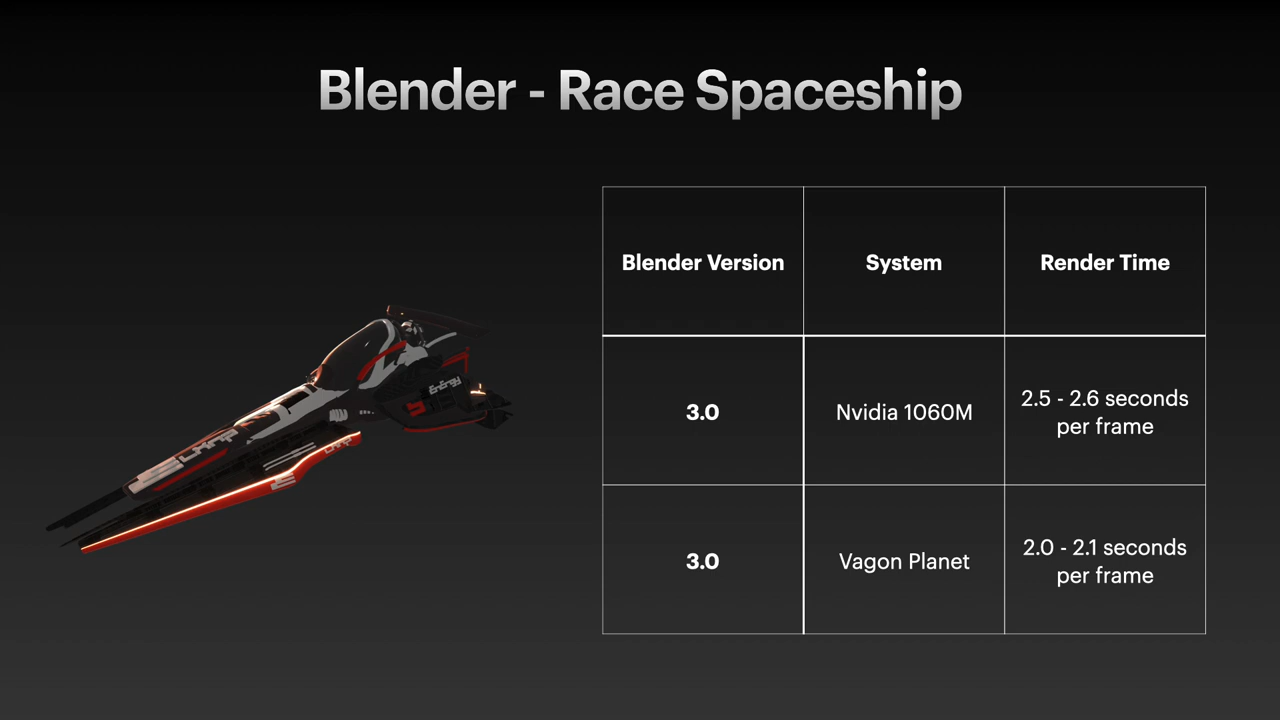 Blender - Race Spaceship
Blender Version
System
Render Time
3.0
Nvidia 1060M
2.5 - 2.6 seconds
per frame
3.0
Vagon Planet
2.0 - 2.1 seconds
per frame
Energy